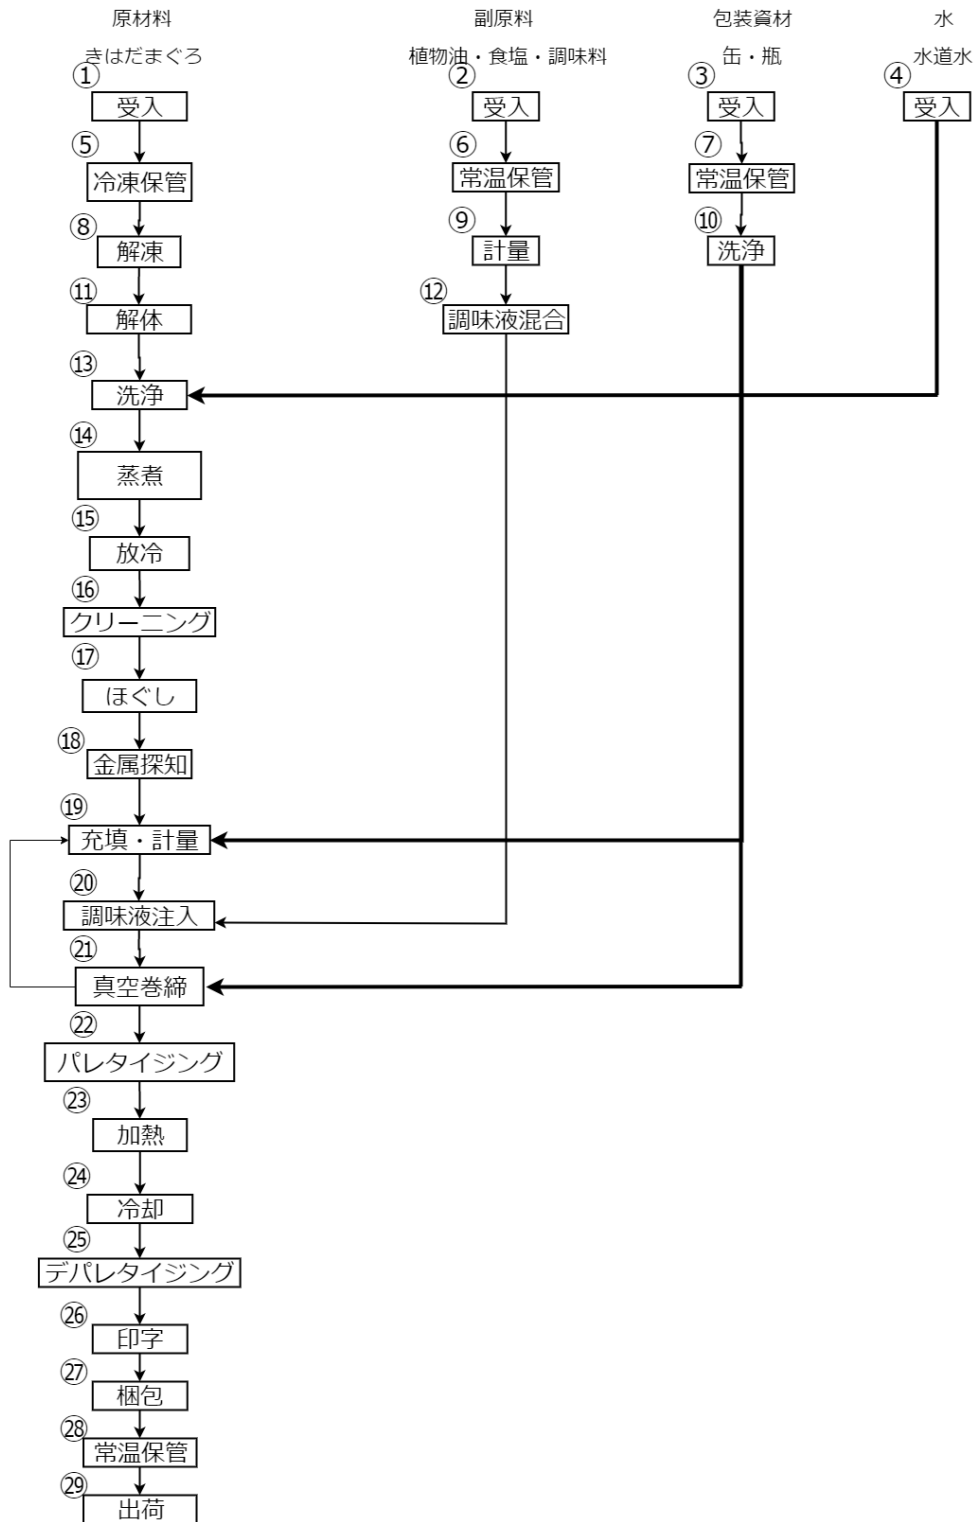 原材料 副原料 包装資材 水
きはだまぐろ 植物油・食塩・調味料 缶・瓶 水道水
① ② ③ ④
受入 受入 受入 受入
⑤ ⑥ ⑦
冷凍保管 常温保管 常温保管
⑧ ⑨ ⑩
解凍 計量 洗浄
⑪ ⑫
解体 調味液混合
⑬
洗浄
⑭
蒸煮
⑮
放冷
⑯
クリーニング
⑰
ほぐし
⑱
金属探知
⑲
充填・計量
⑳
調味液注入
㉑
真空巻締
㉒
パレタイジング
㉓
加熱
㉔
冷却
㉕
デパレタイジング
㉖
印字
㉗
梱包
㉘
常温保管
㉙
出荷